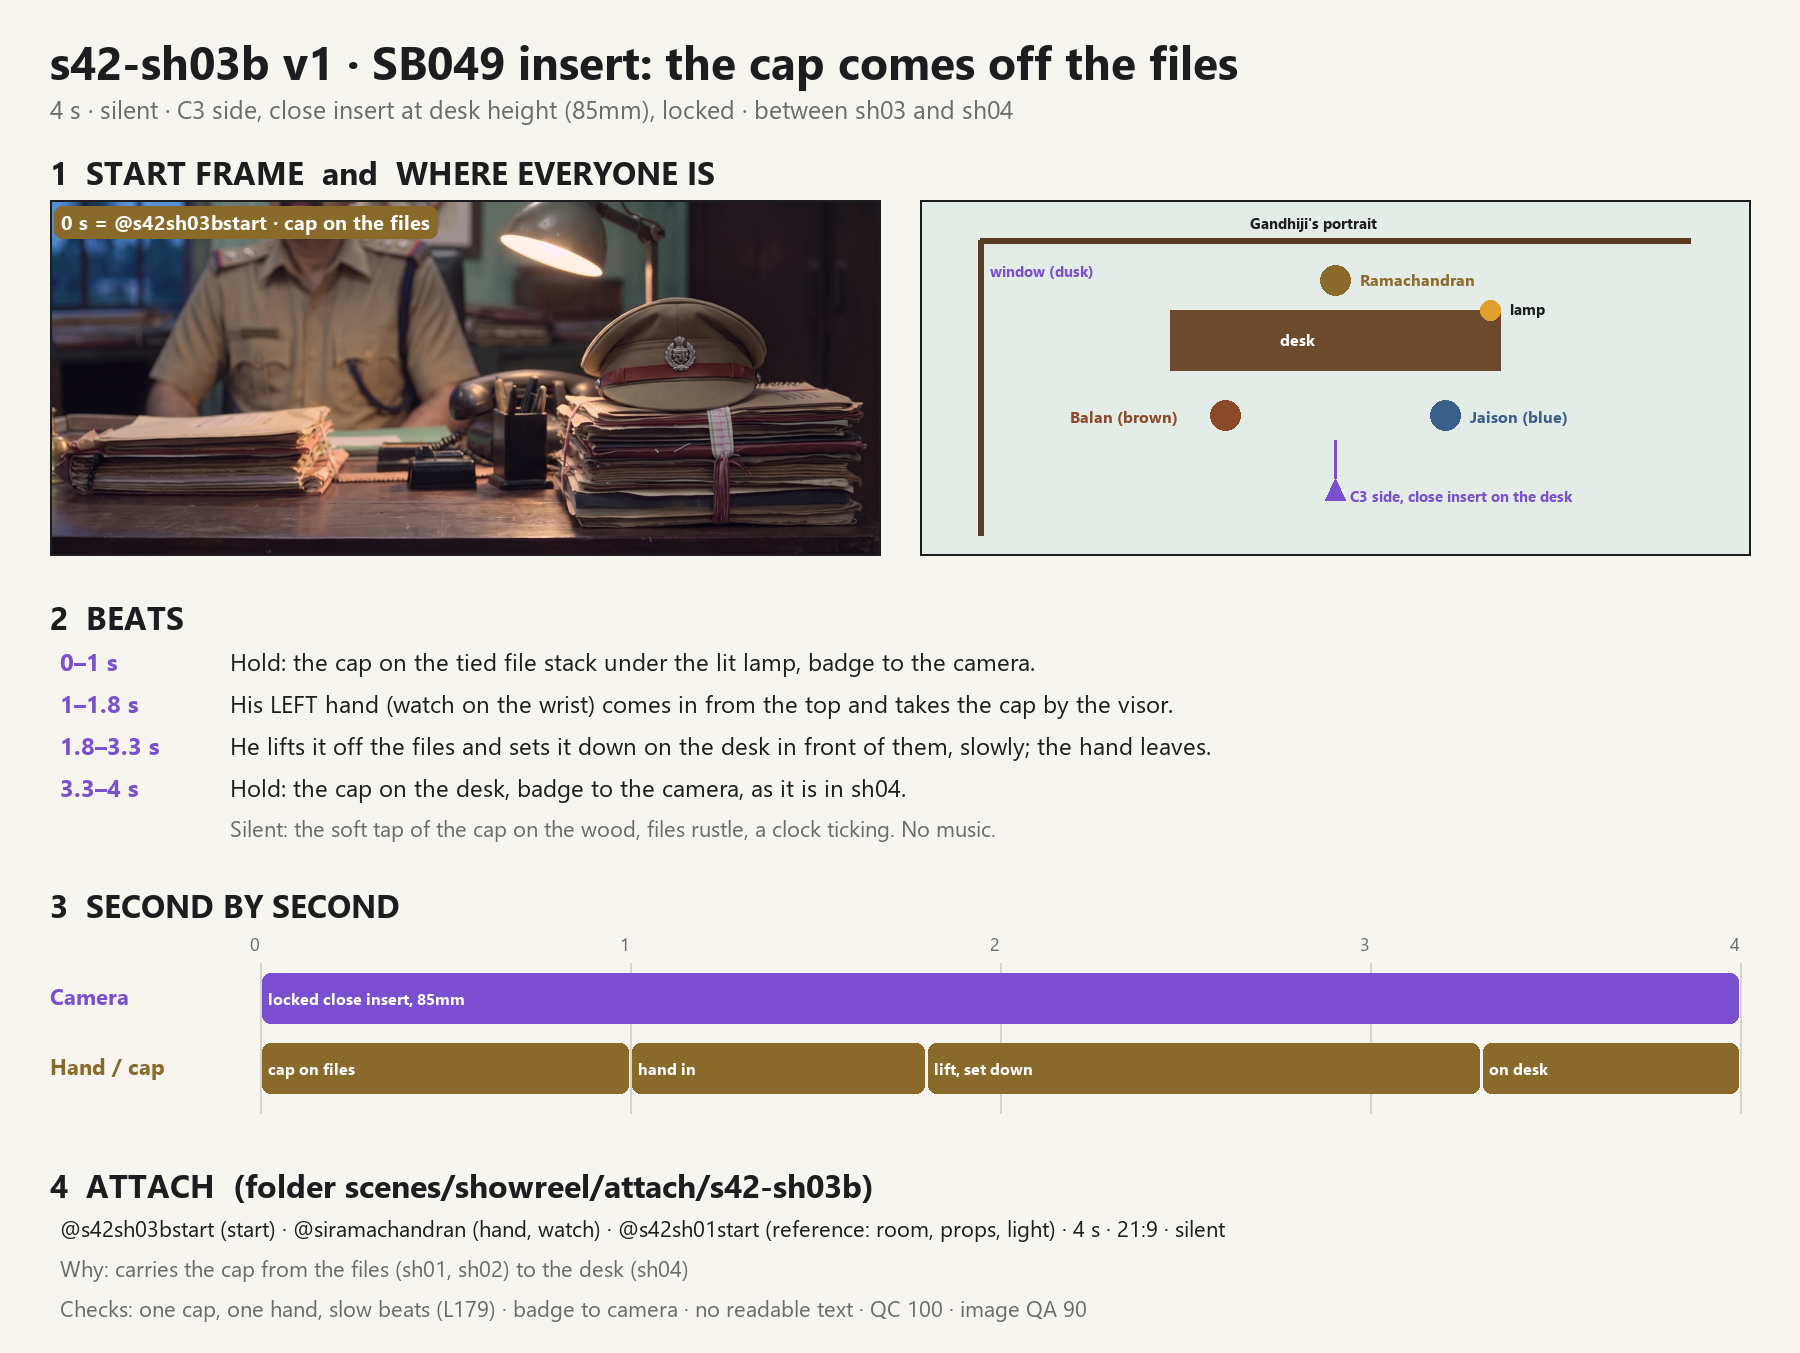 s42-sh03b v1 · SB049 insert: the cap comes off the files
4 s · silent · C3 side, close insert at desk height (85mm), locked · between sh03 and sh04
1 START FRAME and WHERE EVERYONE IS
0 s = @s42sh03bstart · cap on the files
Gandhiji's portrait
window (dusk)
Ramachandran
lamp
desk
Balan (brown)
Jaison (blue)
C3 side, close insert on the desk
2 BEATS
0–1 s Hold: the cap on the tied file stack under the lit lamp, badge to the camera.
1–1.8 s His LEFT hand (watch on the wrist) comes in from the top and takes the cap by the visor.
1.8–3.3 s He lifts it off the files and sets it down on the desk in front of them, slowly; the hand leaves.
3.3–4 s Hold: the cap on the desk, badge to the camera, as it is in sh04.
Silent: the soft tap of the cap on the wood, files rustle, a clock ticking. No music.
3 SECOND BY SECOND
0 1 2 3 4
Camera locked close insert, 85mm
Hand / cap cap on files hand in lift, set down on desk
4 ATTACH (folder scenes/showreel/attach/s42-sh03b)
@s42sh03bstart (start) · @siramachandran (hand, watch) · @s42sh01start (reference: room, props, light) · 4 s · 21:9 · silent
Why: carries the cap from the files (sh01, sh02) to the desk (sh04)
Checks: one cap, one hand, slow beats (L179) · badge to camera · no readable text · QC 100 · image QA 90